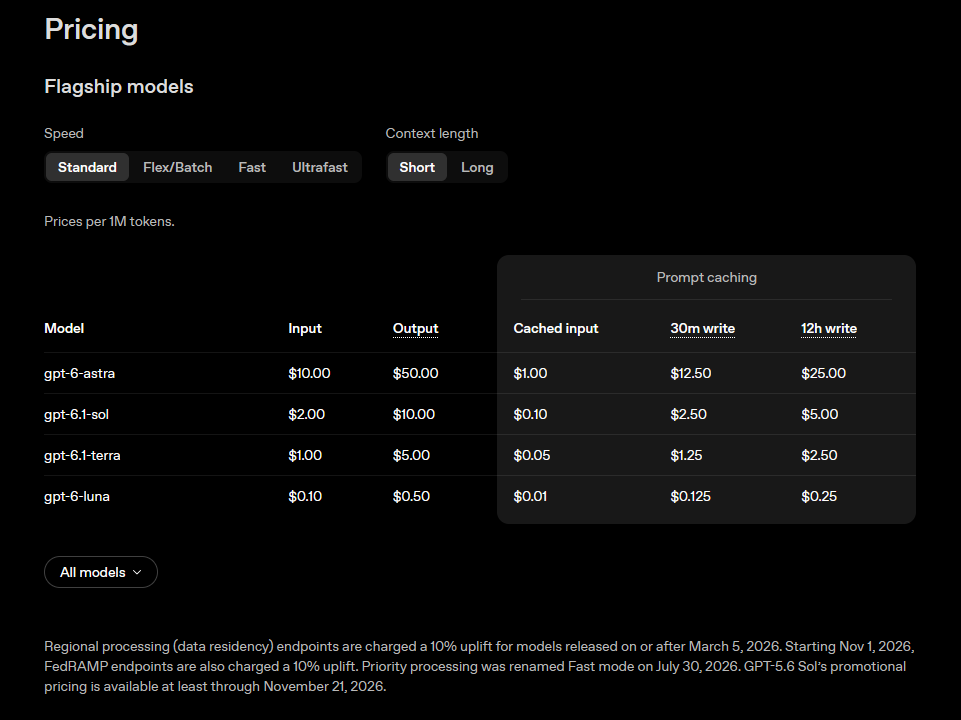 Pricing
Flagship models
Speed
Context length
Standard Flex/Batch Fast Ultrafast
Short Long
Prices per 1M tokens.
Prompt caching
Model Input Output Cached input 30m write 12h write
gpt-6-astra $10.00 $50.00 $1.00 $12.50 $25.00
gpt-6.1-sol $2.00 $10.00 $0.10 $2.50 $5.00
gpt-6.1-terra $1.00 $5.00 $0.05 $1.25 $2.50
gpt-6-luna $0.10 $0.50 $0.01 $0.125 $0.25
All models
Regional processing (data residency) endpoints are charged a 10% uplift for models released on or after March 5, 2026. Starting Nov 1, 2026,
FedRAMP endpoints are also charged a 10% uplift. Priority processing was renamed Fast mode on July 30, 2026. GPT-5.6 Sol’s promotional
pricing is available at least through November 21, 2026.